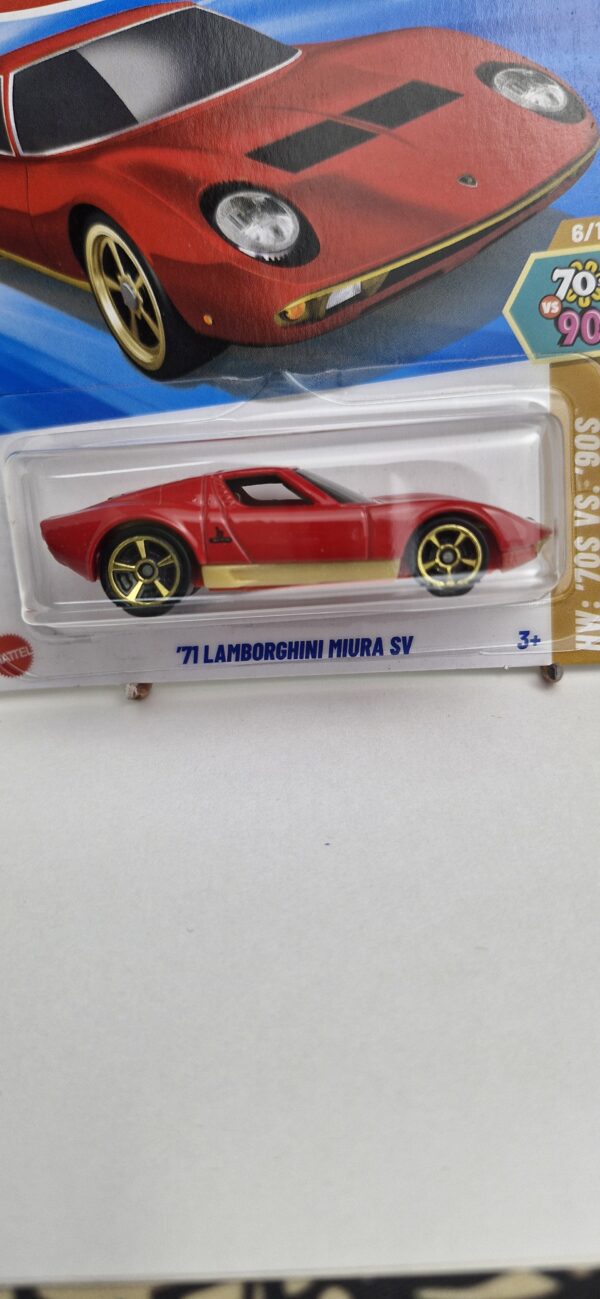 6/1
70s
VS
90
HW: '70S VS. '90S
MATTEL
'71 LAMBORGHINI MIURA SV
3+